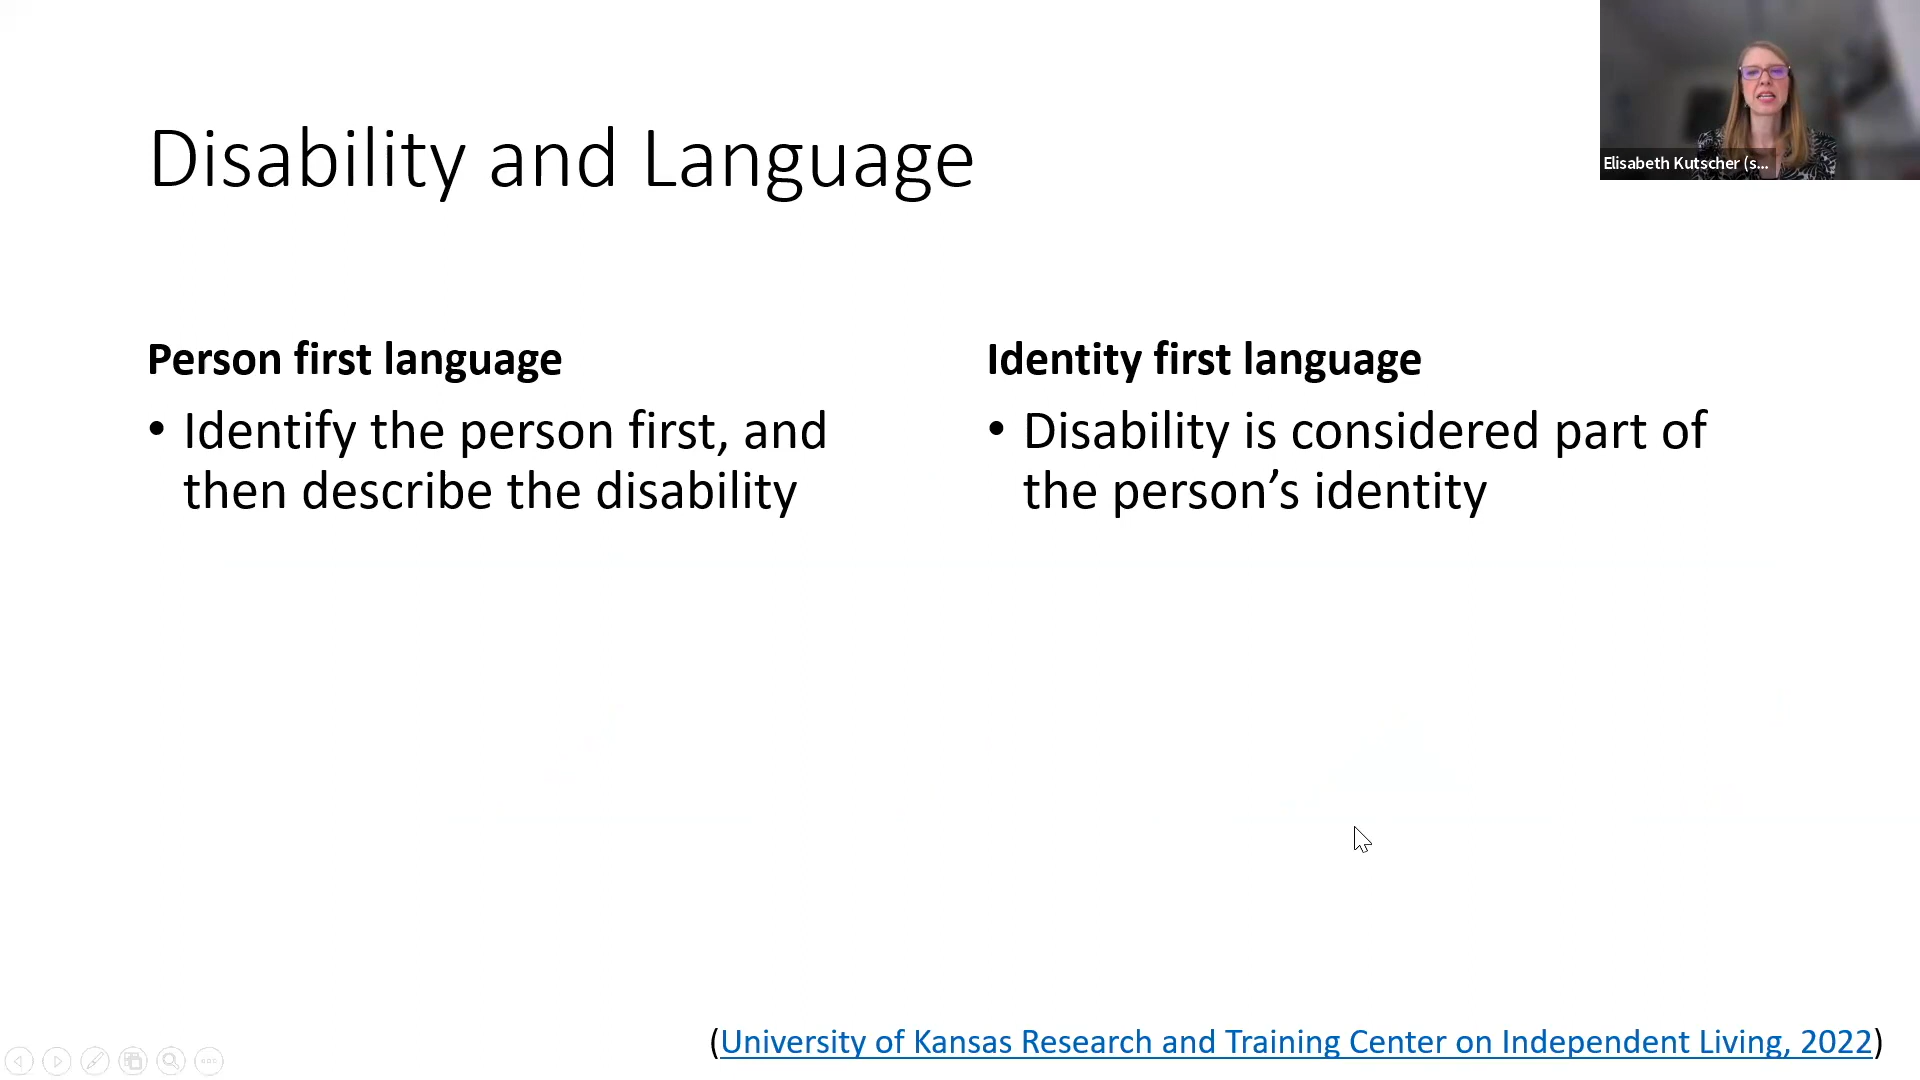 Disability and Language
Elisabeth Kutscher (s...
Person first language
• Identify the person first, and
then describe the disability
Identity first language
• Disability is considered part of
the person’s identity
(University of Kansas Research and Training Center on Independent Living, 2022)